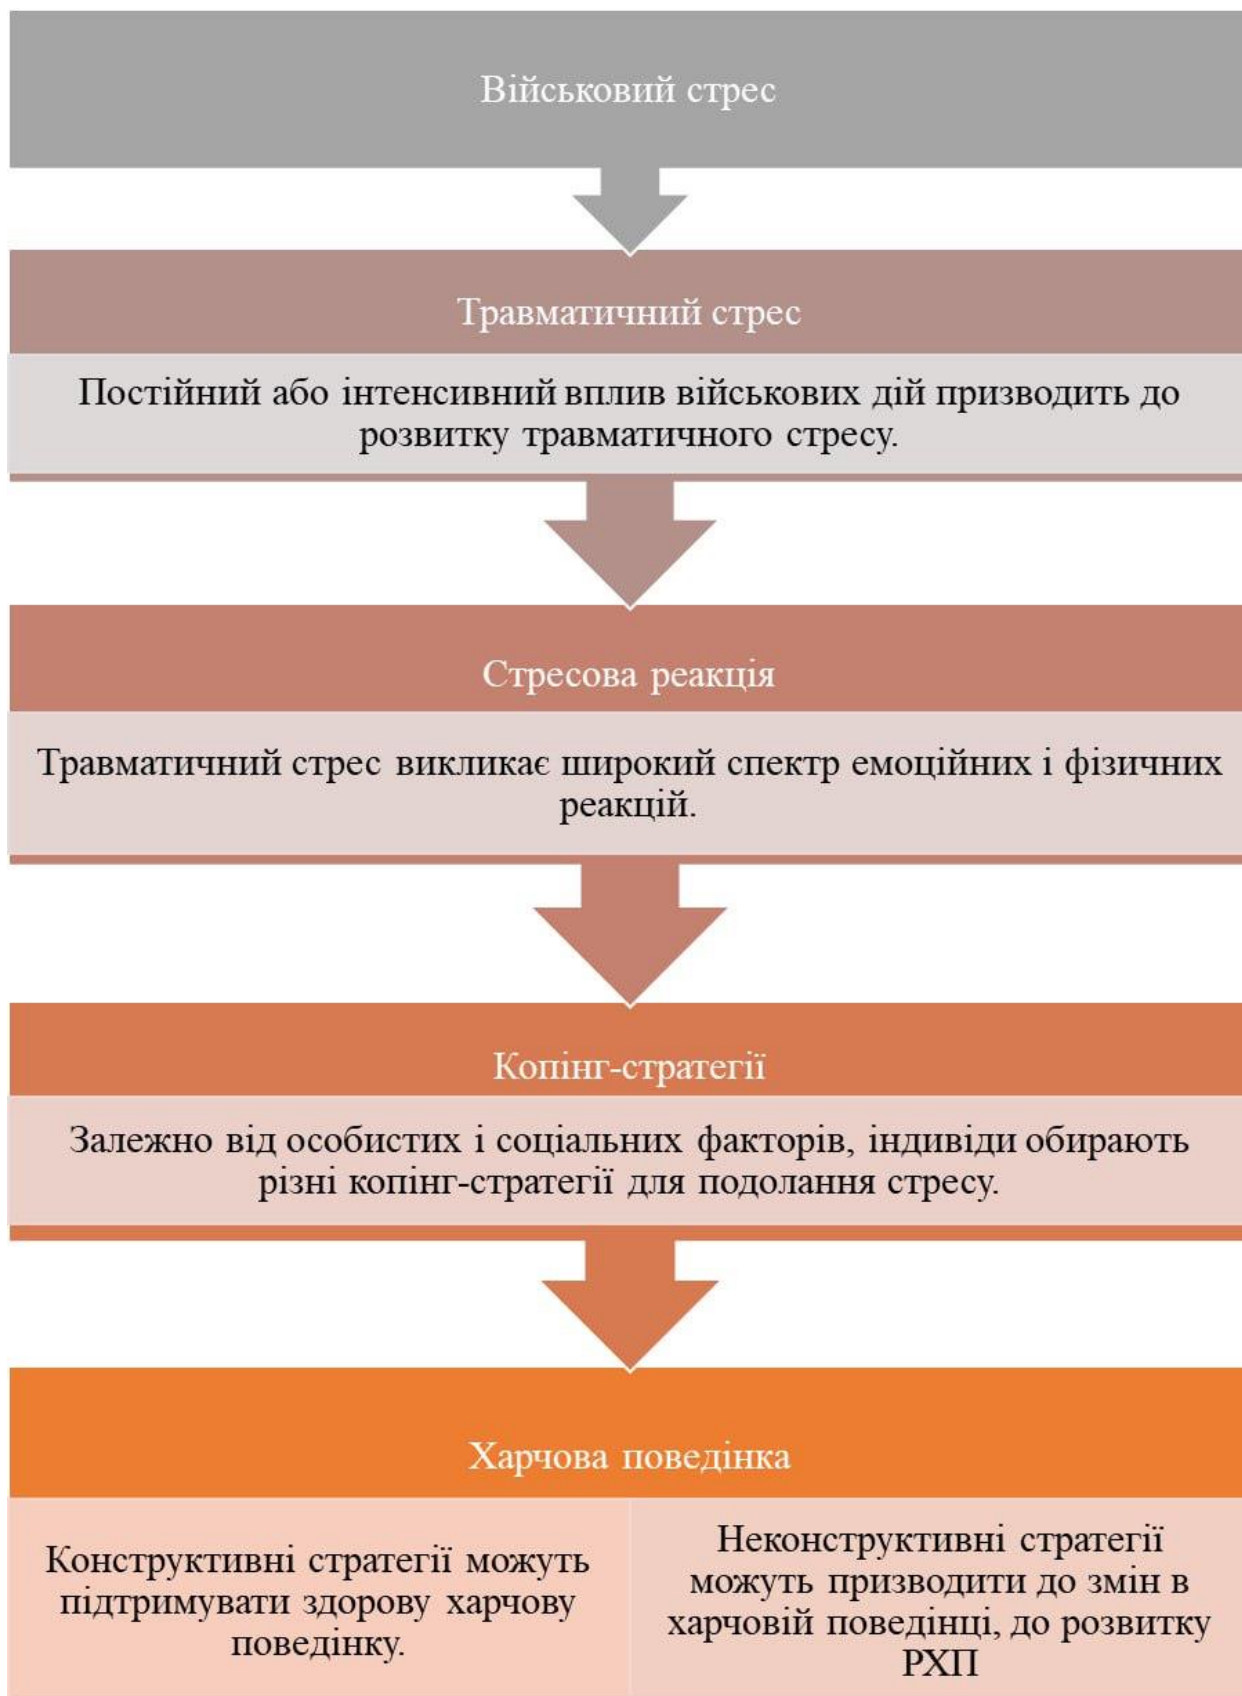 Військовий стрес
Травматичний стрес
Постійний або інтенсивний вплив військових дій призводить до
розвитку травматичного стресу.
Стресова реакція
Травматичний стрес викликає широкий спектр емоційних і фізичних
реакцій.
Копінг-стратегії
Залежно від особистих і соціальних факторів, індивіди обирають
різні копінг-стратегії для подолання стресу.
Харчова поведінка
Конструктивні стратегії можуть
підтримувати здорову харчову
поведінку.
Неконструктивні стратегії
можуть призводити до змін в
харчовій поведінці, до розвитку
РХП